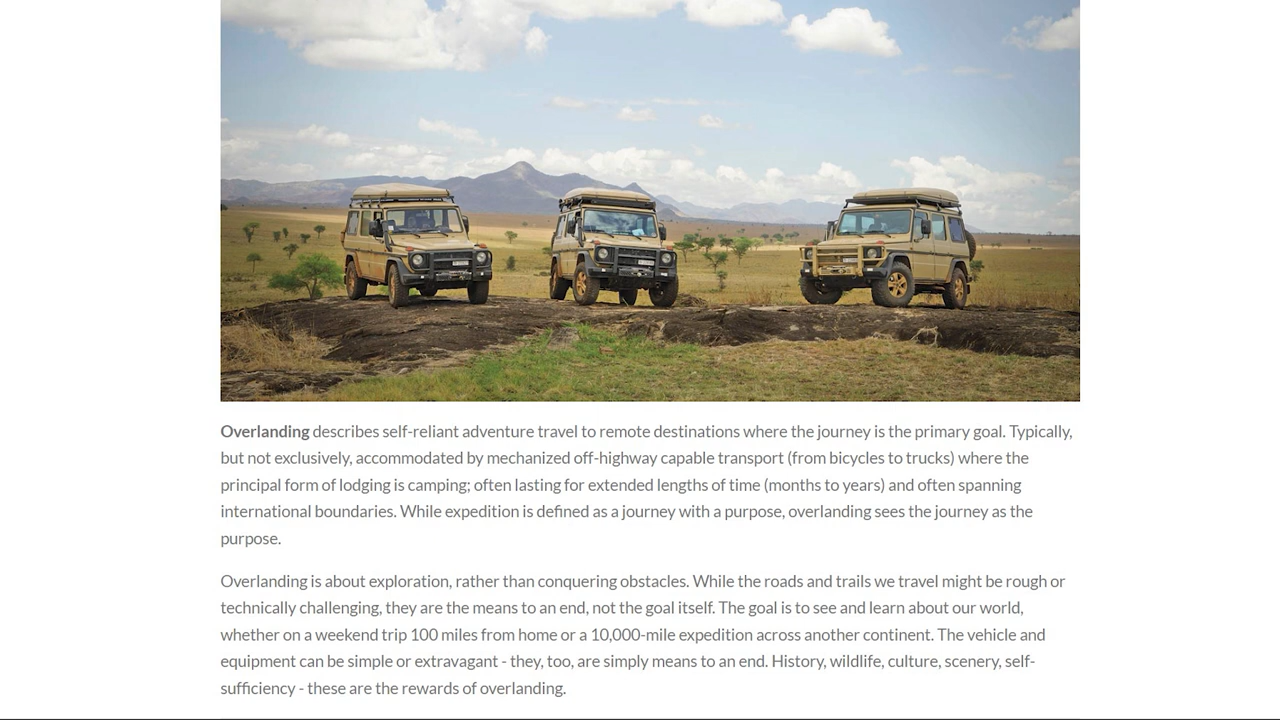 Overlanding describes self-reliant adventure travel to remote destinations where the journey is the primary goal. Typically,
but not exclusively, accommodated by mechanized off-highway capable transport (from bicycles to trucks) where the
principal form of lodging is camping; often lasting for extended lengths of time (months to years) and often spanning
international boundaries. While expedition is defined as a journey with a purpose, overlanding sees the journey as the
purpose.
Overlanding is about exploration, rather than conquering obstacles. While the roads and trails we travel might be rough or
technically challenging, they are the means to an end, not the goal itself. The goal is to see and learn about our world,
whether on a weekend trip 100 miles from home or a 10,000-mile expedition across another continent. The vehicle and
equipment can be simple or extravagant - they, too, are simply means to an end. History, wildlife, culture, scenery, self-
sufficiency - these are the rewards of overlanding.